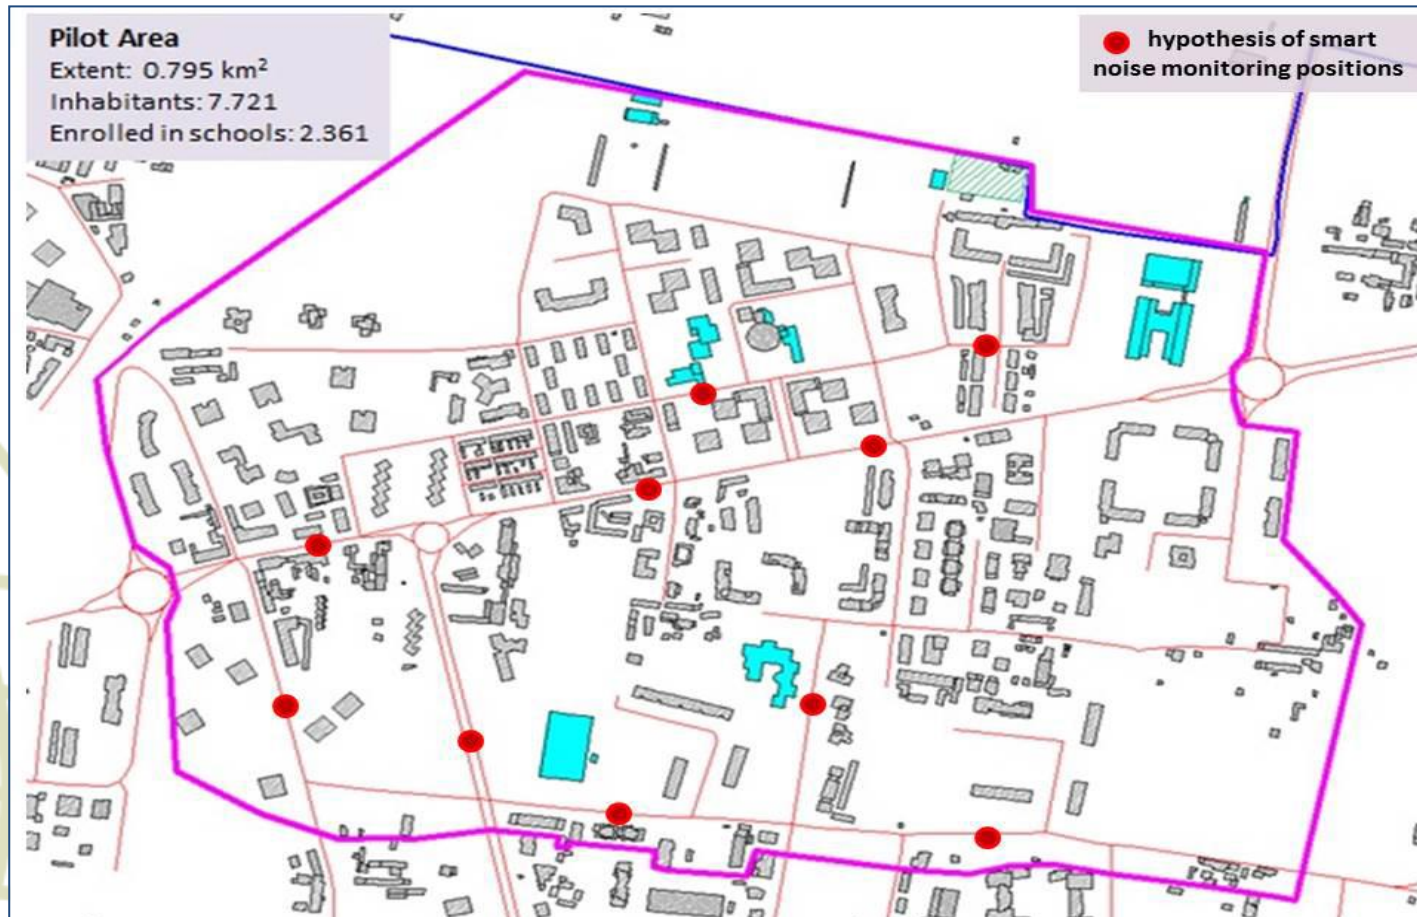 Pilot Area
Extent: 0.795 km²
Inhabitants: 7.721
Enrolled in schools: 2.361
hypothesis of smart
noise monitoring positions